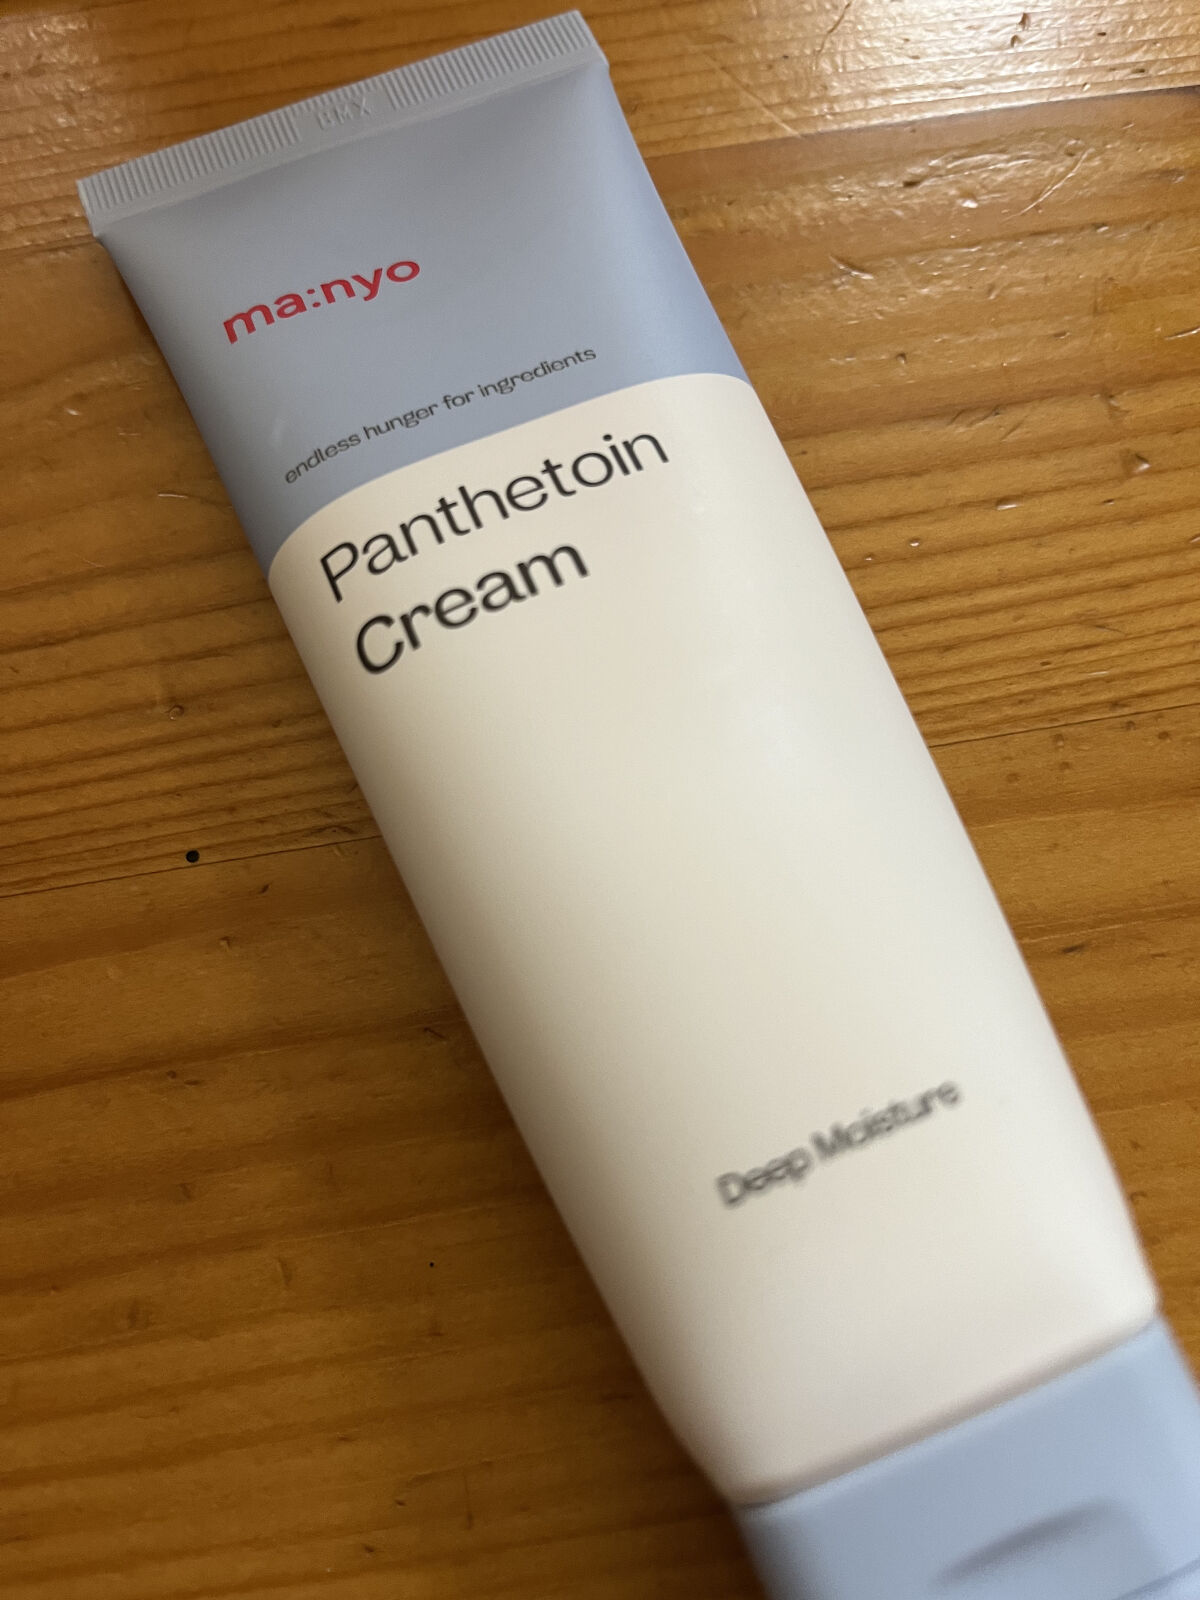 ma:nyo
endless hunger for ingredients
Panthetoin
Cream
Deep Moisture